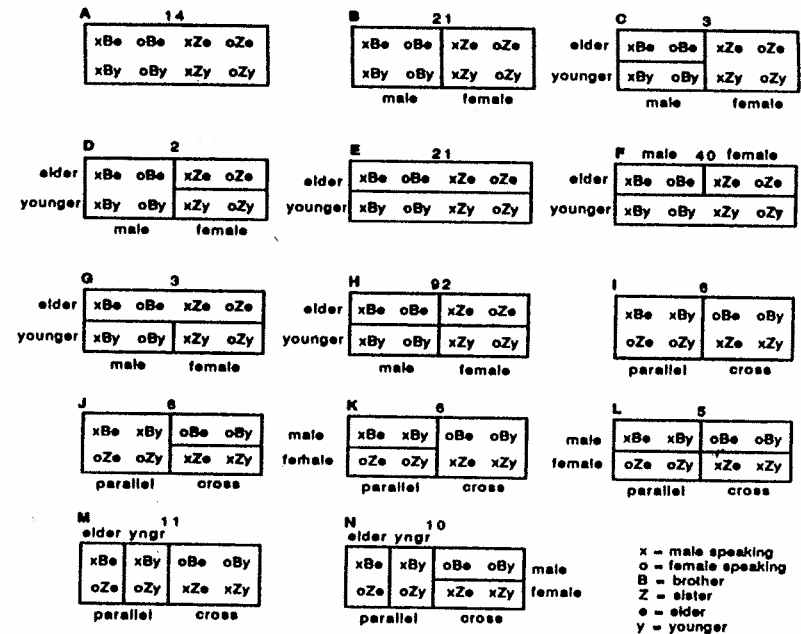 A 14
xBe oBe xZe oZe
xBy oBy xZy oZy
B 21
xBe oBe xZe oZe
xBy oBy xZy oZy
male female
C 3
elder xBe oBe xZe oZe
younger xBy oBy xZy oZy
male female
D 2
elder xBe oBe xZe oZe
younger xBy oBy xZy oZy
male female
E 21
elder xBe oBe xZe oZe
younger xBy oBy xZy oZy
F male 40 female
elder xBe oBe xZe oZe
younger xBy oBy xZy oZy
G 3
elder xBe oBe xZe oZe
younger xBy oBy xZy oZy
male female
H 92
elder xBe oBe xZe oZe
younger xBy oBy xZy oZy
male female
I 6
xBe xBy oBe oBy
oZe oZy xZe xZy
parallel cross
J 6
xBe xBy oBe oBy
oZe oZy xZe xZy
parallel cross
K 6
male xBe xBy oBe oBy
female oZe oZy xZe xZy
parallel cross
L 5
male xBe xBy oBe oBy
female oZe oZy xZe xZy
parallel cross
M 11
elder yngr
xBe xBy oBe oBy
oZe oZy xZe xZy
parallel cross
N 10
elder yngr
xBe xBy oBe oBy male
oZe oZy xZe xZy female
parallel cross
x = male speaking
o = female speaking
B = brother
Z = sister
e = elder
y = younger